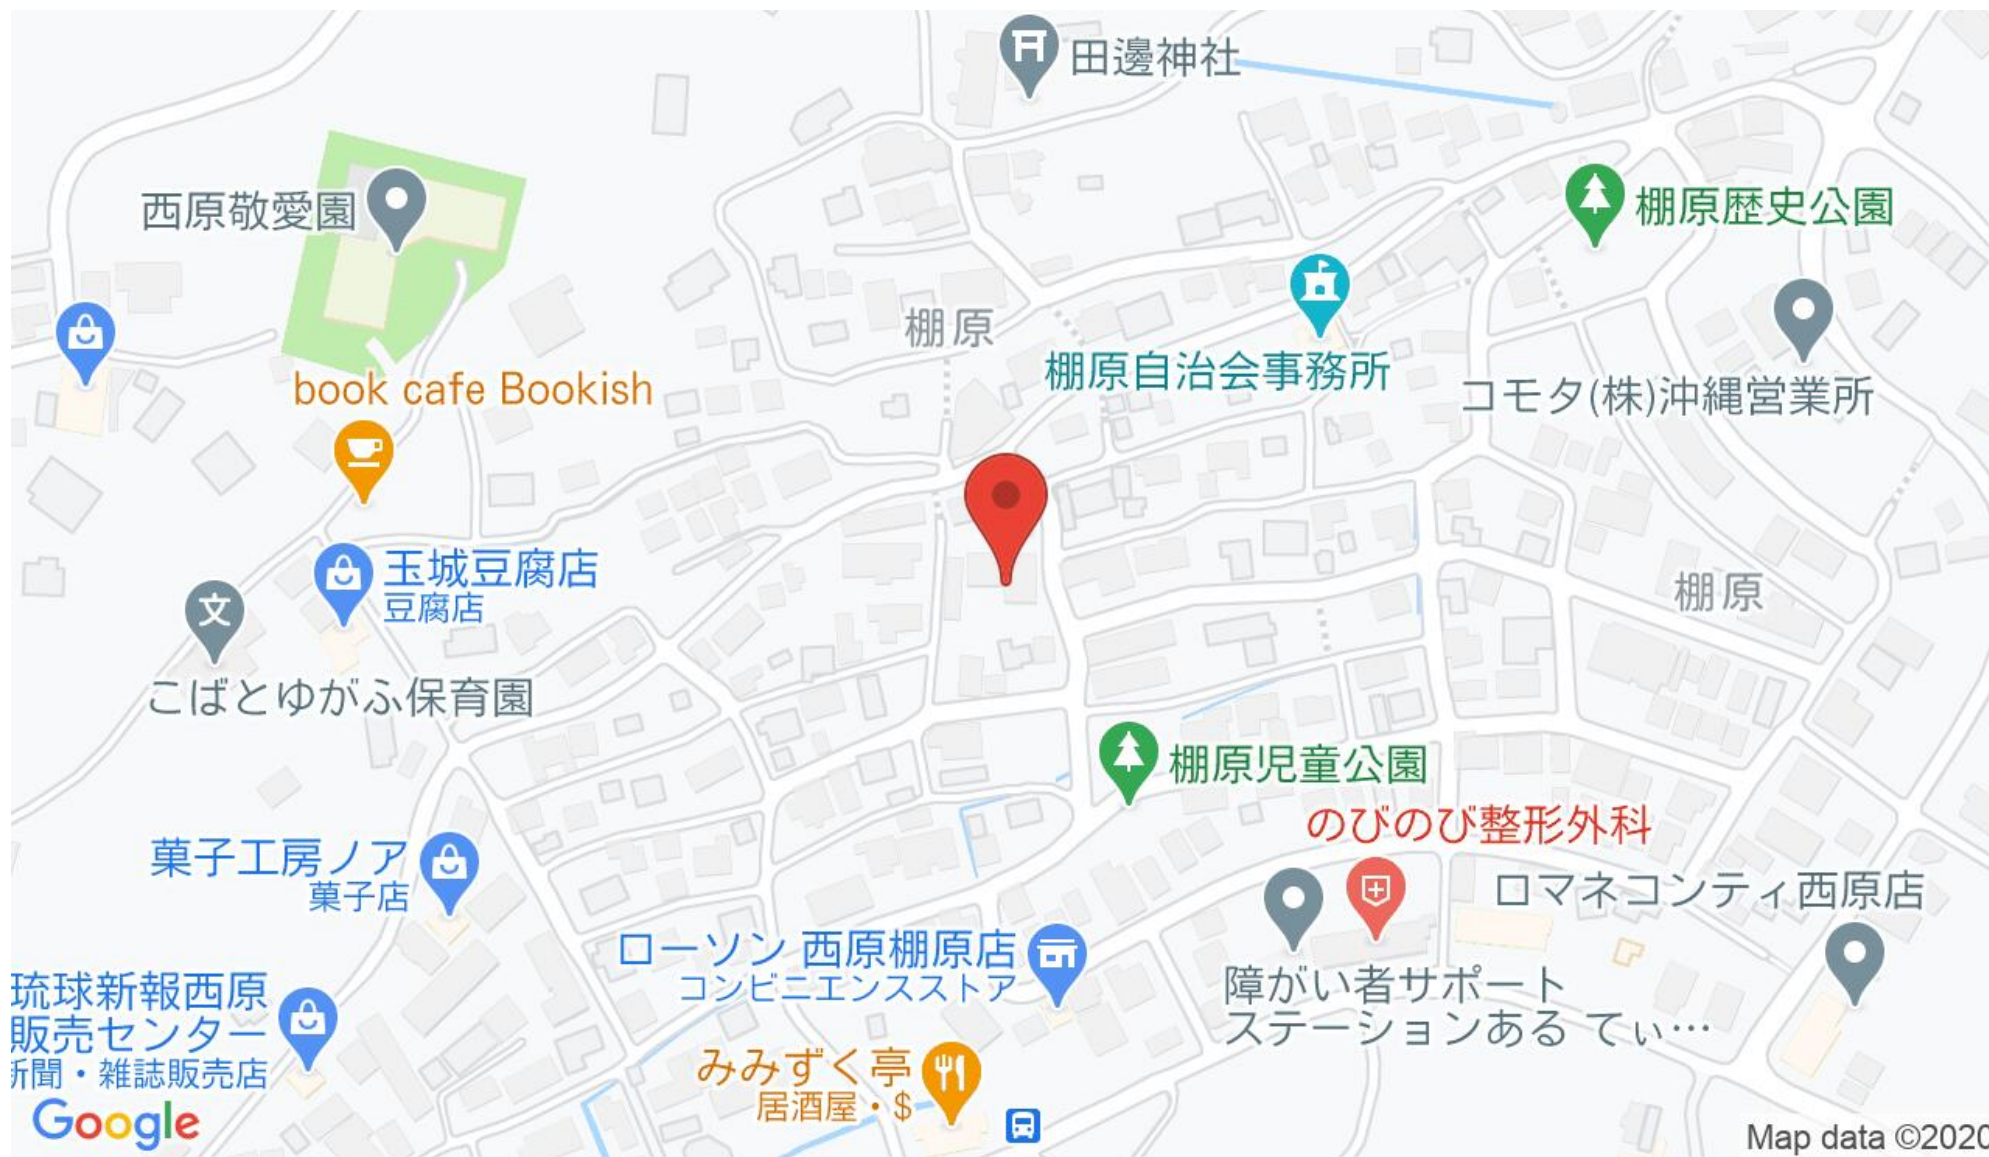 田邊神社
西原敬愛園
棚原歴史公園
棚原
棚原自治会事務所
book cafe Bookish
コモタ(株)沖縄営業所
玉城豆腐店
豆腐店
文
棚原
こばとゆがふ保育園
棚原児童公園
のびのび整形外科
菓子工房ノア
菓子店
ロマネコンティ西原店
ローソン 西原棚原店
コンビニエンスストア
障がい者サポート
ステーションある てぃ…
琉球新報西原
販売センター
新聞・雑誌販売店
みみずく亭
居酒屋・$
Google
Map data ©2020